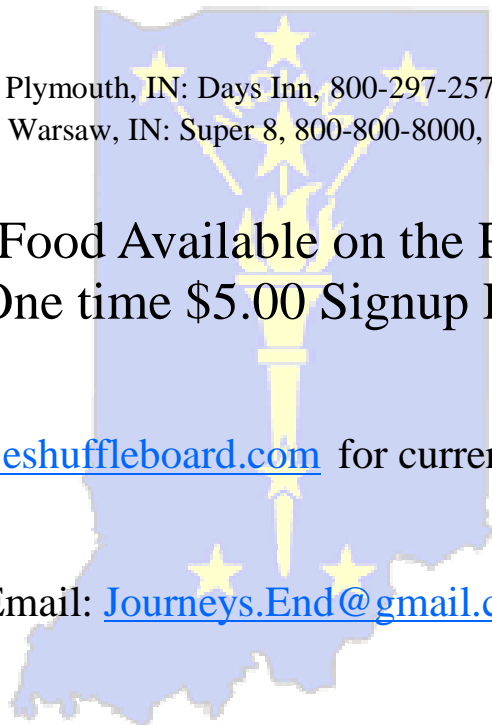 Plymouth, IN: Days Inn, 800-297-257
Warsaw, IN: Super 8, 800-800-8000,
Food Available on the
One time $5.00 Signup
eshuffleboard.com for curren
Email: Journeys.End@gmail.c